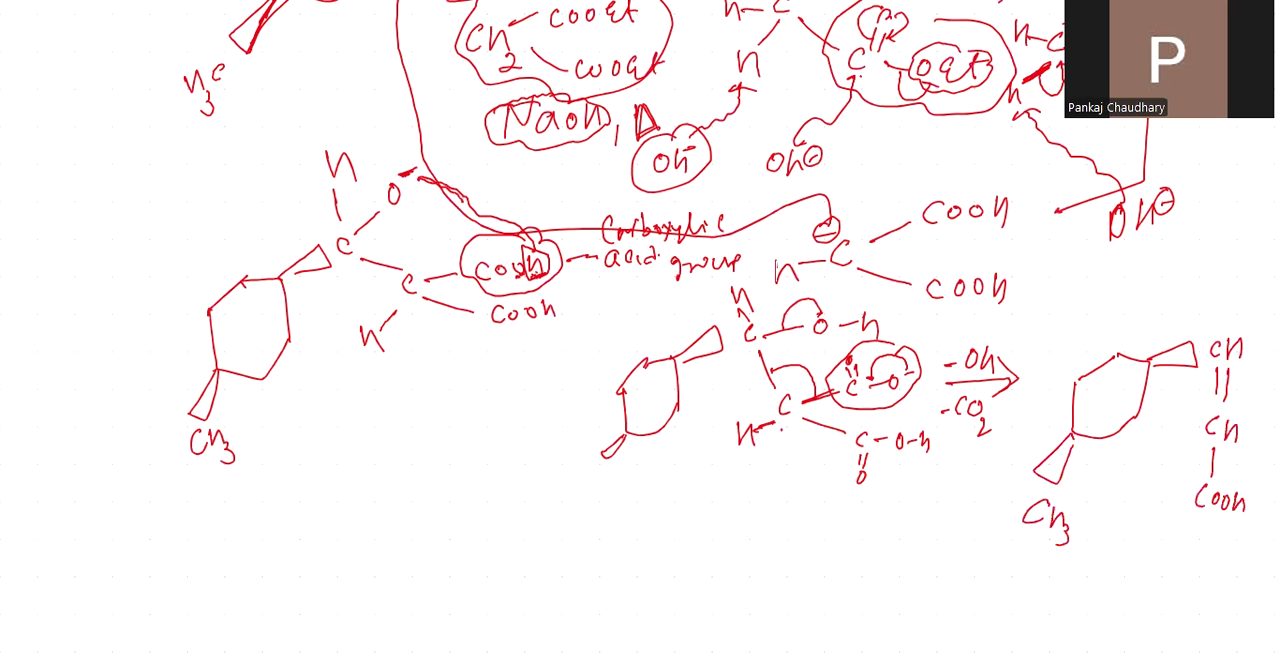 COOEt
CH2
COOEt
H3C
NaOH, Δ
OH-
H-C
H
C
OEt
OH⊖
H-C
H
P
Pankaj Chaudhary
OH⊖
H
O-
C
COOH
Carboxylic
acid group
C
H
COOH
CH3
⊖
H-C
COOH
COOH
H
C
O-H
O
C-O-
C
H
C-O-H
O
-OH
-CO2
CH
CH
COOH
CH3